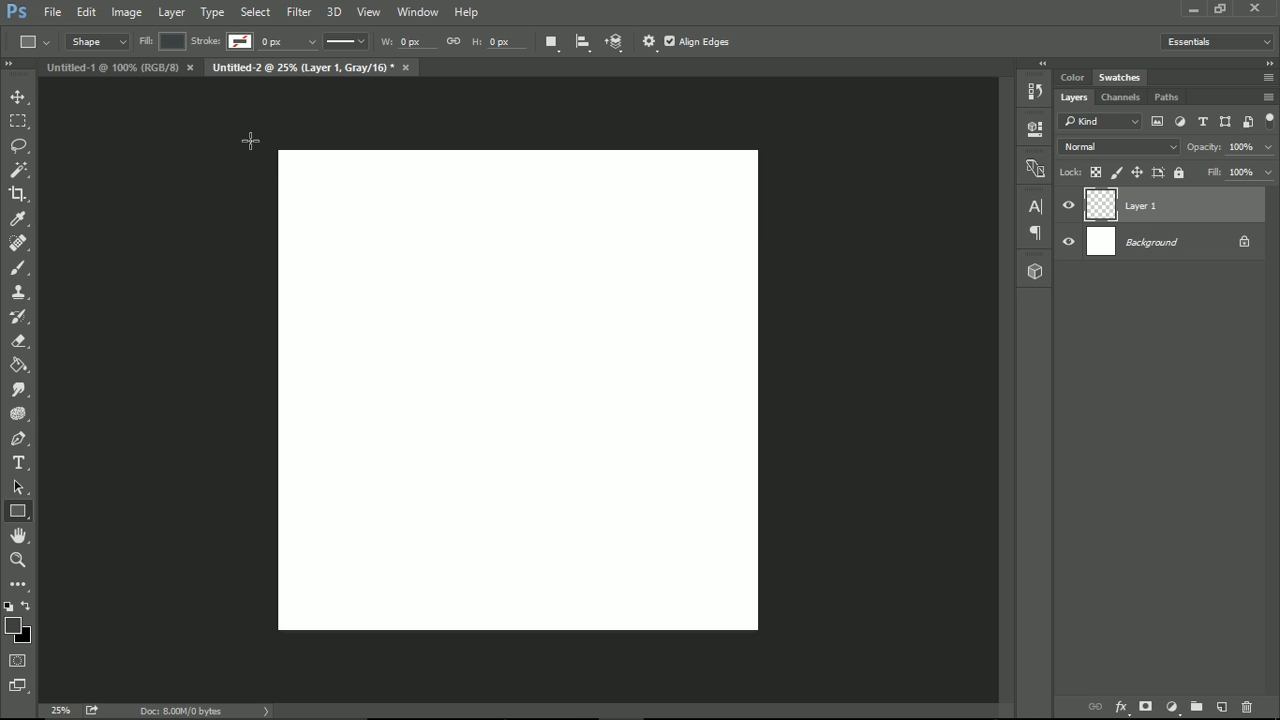 Ps File Edit Image Layer Type Select Filter 3D View Window Help
Shape Fill: Stroke: 0 px W: 0 px H: 0 px Align Edges Essentials
Untitled-1 @ 100% (RGB/8) × Untitled-2 @ 25% (Layer 1, Gray/16) * ×
Color Swatches
Layers Channels Paths
Kind
Normal Opacity: 100%
Lock: Fill: 100%
Layer 1
Background
25% Doc: 8.00M/0 bytes